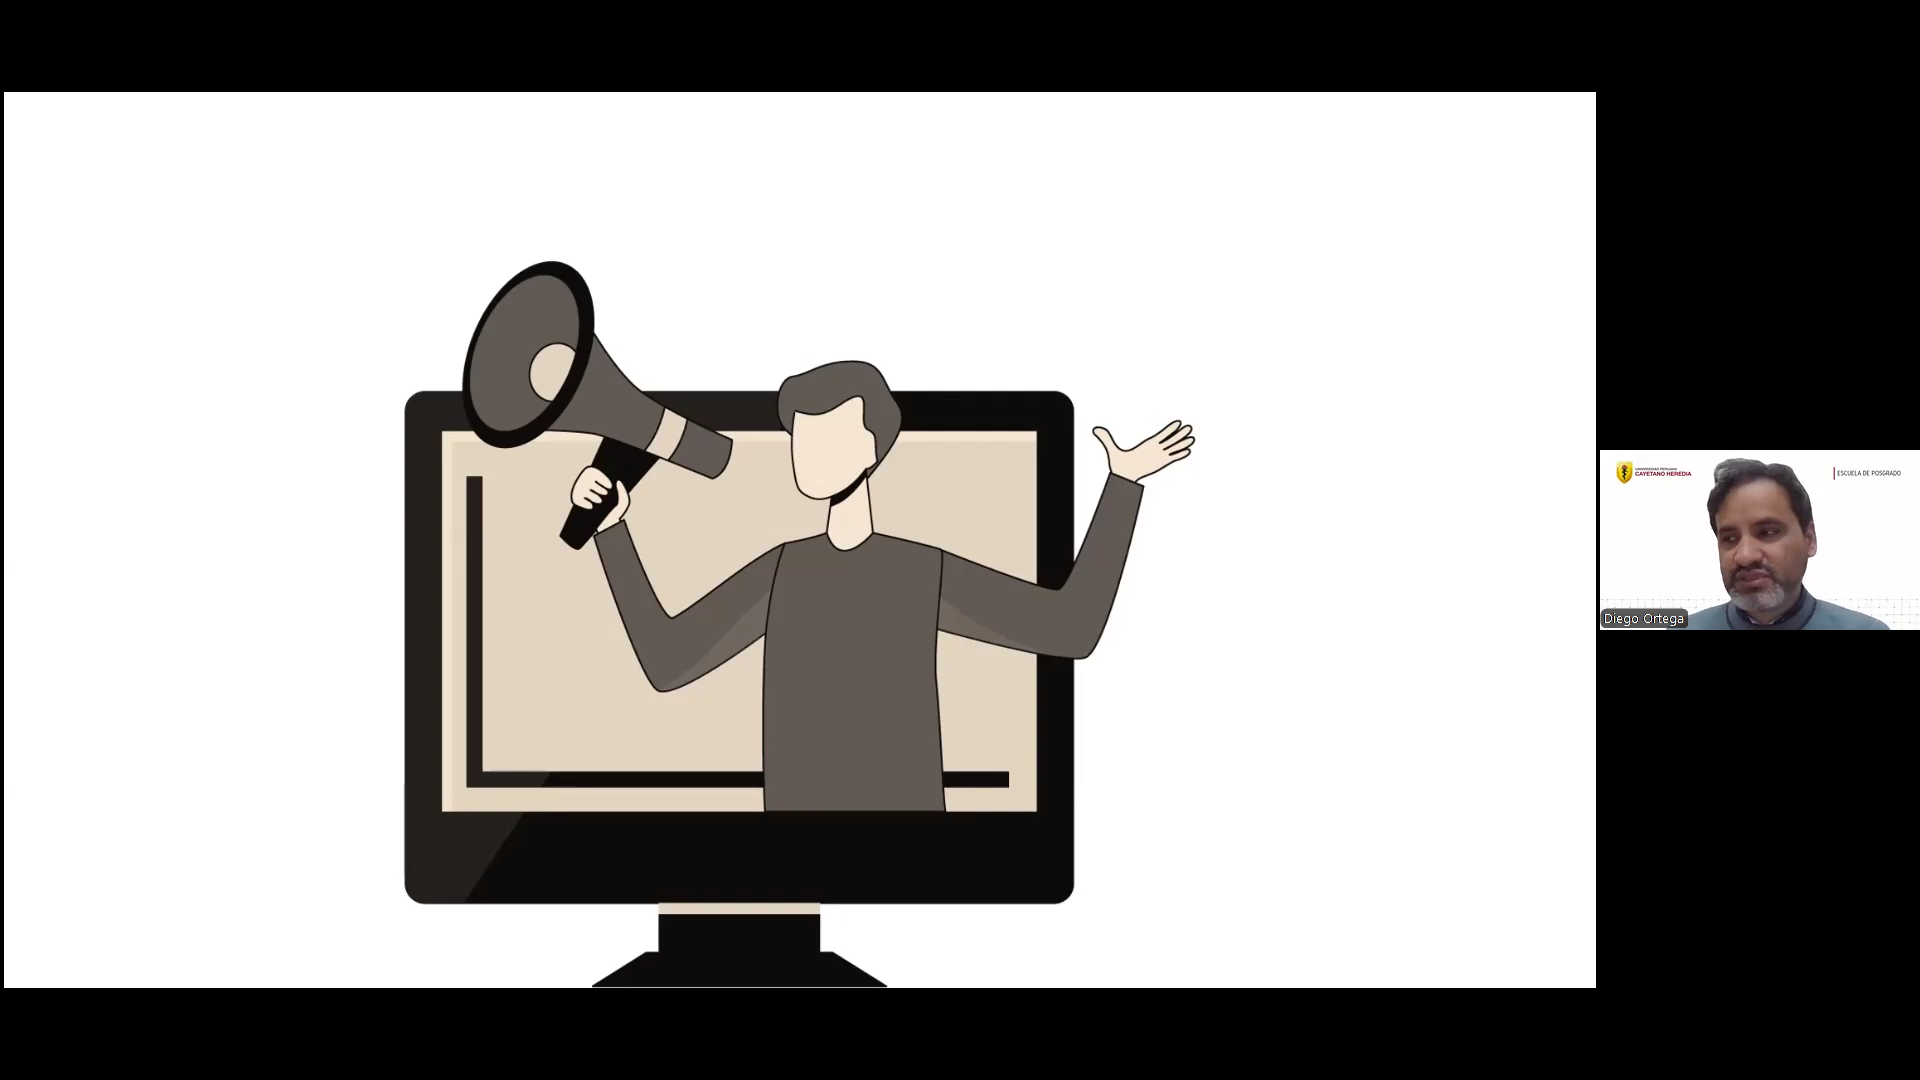 UNIVERSIDAD PERUANA
CAYETANO HEREDIA
ESCUELA DE POSGRADO
Diego Ortega